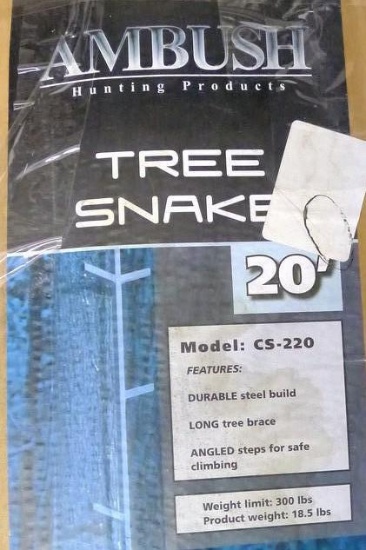 AMBUSH
Hunting Products
TREE
SNAKE
20'
Model: CS-220
FEATURES:
DURABLE steel build
LONG tree brace
ANGLED steps for safe
climbing
Weight limit: 300 lbs
Product weight: 18.5 lbs